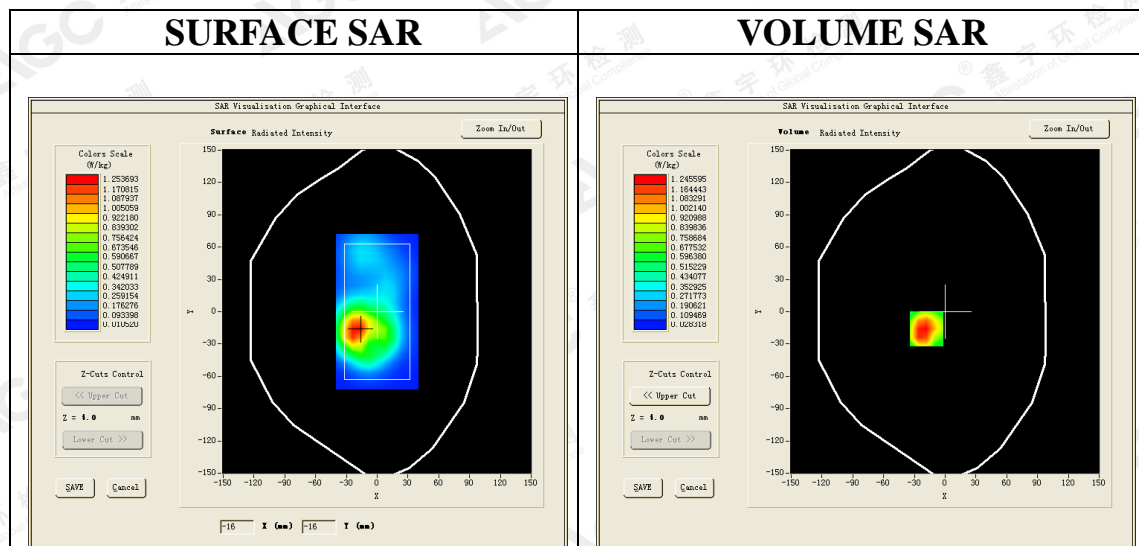 SURFACE SAR
VOLUME SAR
SAR Visualisation Graphical Interface
Surface Radiated Intensity
Zoom In/Out
Colors Scale
(W/kg)
1.253693
1.170815
1.087937
1.005059
0.922180
0.839302
0.756424
0.673546
0.590667
0.507789
0.424911
0.342033
0.259154
0.176276
0.093398
0.010520
Z-Cuts Control
<< Upper Cut
Z = 4.0 mm
Lower Cut >>
SAVE
Cancel
150
120
90
60
30
0
-30
-60
-90
-120
-150
Y
-150 -120 -90 -60 -30 0 30 60 90 120 150
X
-16 X (mm) -16 Y (mm)
SAR Visualisation Graphical Interface
Volume Radiated Intensity
Zoom In/Out
Colors Scale
(W/kg)
1.245595
1.164443
1.083291
1.002140
0.920988
0.839836
0.758684
0.677532
0.596380
0.515229
0.434077
0.352925
0.271773
0.190621
0.109469
0.028318
Z-Cuts Control
<< Upper Cut
Z = 4.0 mm
Lower Cut >>
SAVE
Cancel
150
120
90
60
30
0
-30
-60
-90
-120
-150
Y
-150 -120 -90 -60 -30 0 30 60 90 120 150
X